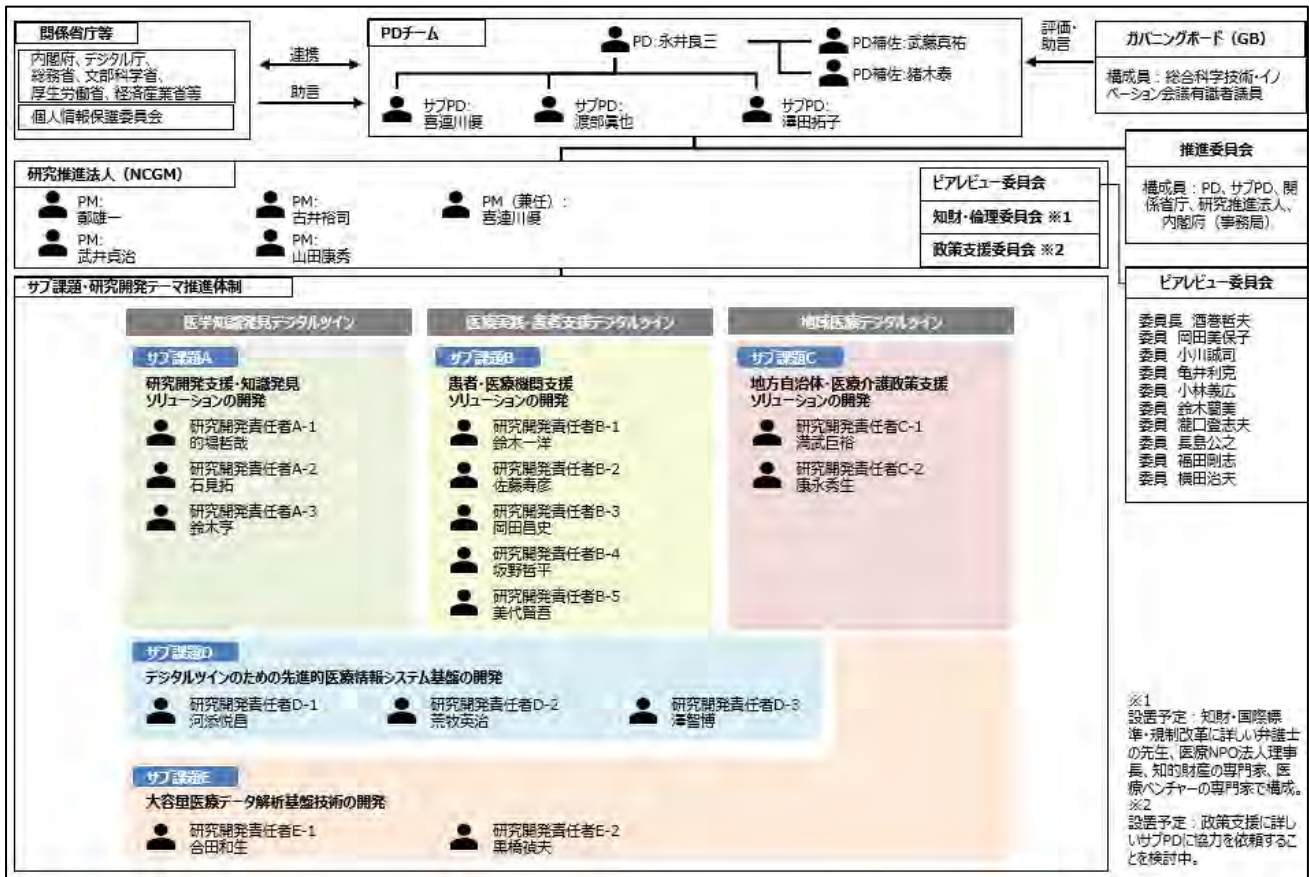 関係省庁等
内閣府、デジタル庁、
総務省、文部科学省、
厚生労働省、経済産業省等
個人情報保護委員会
連携
助言
PDチーム
PD:永井良三
PD補佐:武藤真祐
PD補佐:猪木泰
サブPD:
喜連川優
サブPD:
渡部眞也
サブPD:
澤田拓子
評価・
助言
ガバニングボード(GB)
構成員:総合科学技術・イノ
ベーション会議有識者議員
推進委員会
構成員:PD、サブPD、関
係省庁、研究推進法人、
内閣府(事務局)
研究推進法人(NCGM)
PM:
鄭雄一
PM:
古井裕司
PM(兼任):
喜連川優
PM:
武井貞治
PM:
山田康秀
ピアレビュー委員会
知財・倫理委員会 ※1
政策支援委員会 ※2
ピアレビュー委員会
委員長 酒巻哲夫
委員 岡田美保子
委員 小川誠司
委員 亀井利克
委員 小林義広
委員 鈴木蘭美
委員 瀧口登志夫
委員 長島公之
委員 福田剛志
委員 横田治夫
サブ課題・研究開発テーマ推進体制
医学知識発見デジタルツイン
医療実践・患者支援デジタルツイン
地域医療デジタルツイン
サブ課題A
研究開発支援・知識発見
ソリューションの開発
研究開発責任者A-1
的場哲哉
研究開発責任者A-2
石見拓
研究開発責任者A-3
鈴木亨
サブ課題B
患者・医療機関支援
ソリューションの開発
研究開発責任者B-1
鈴木一洋
研究開発責任者B-2
佐藤寿彦
研究開発責任者B-3
岡田昌史
研究開発責任者B-4
坂野哲平
研究開発責任者B-5
美代賢吾
サブ課題C
地方自治体・医療介護政策支援
ソリューションの開発
研究開発責任者C-1
満武巨裕
研究開発責任者C-2
康永秀生
サブ課題D
デジタルツインのための先進的医療情報システム基盤の開発
研究開発責任者D-1
河添悦昌
研究開発責任者D-2
荒牧英治
研究開発責任者D-3
澤智博
サブ課題E
大容量医療データ解析基盤技術の開発
研究開発責任者E-1
合田和生
研究開発責任者E-2
黒橋禎夫
※1
設置予定:知財・国際標
準・規制改革に詳しい弁護士
の先生、医療NPO法人理事
長、知的財産の専門家、医
療ベンチャーの専門家で構成。
※2
設置予定:政策支援に詳し
いサブPDに協力を依頼するこ
とを検討中。